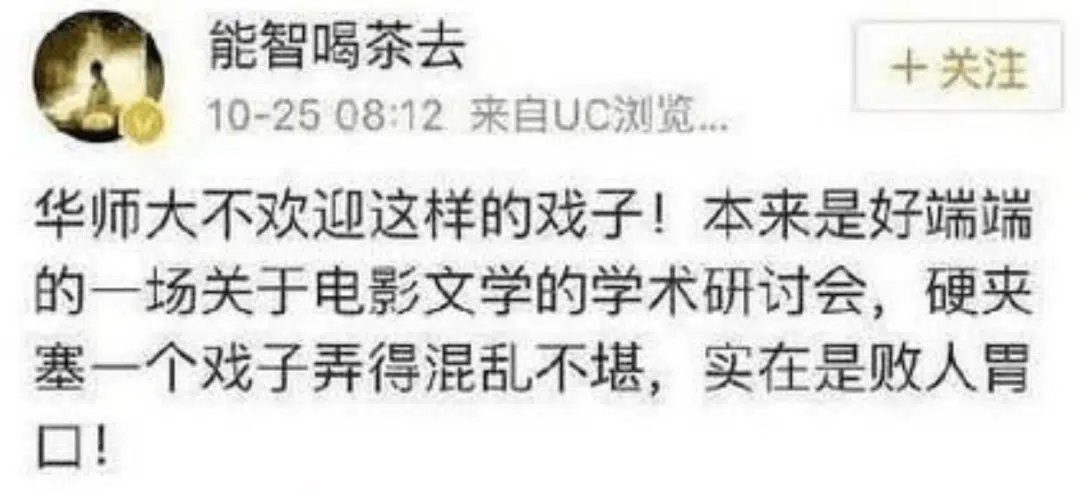 能智喝茶去
+关注
10-25 08:12 来自UC浏览...
华师大不欢迎这样的戏子！本来是好端端
的一场关于电影文学的学术研讨会，硬夹
塞一个戏子弄得混乱不堪，实在是败人胃
口！